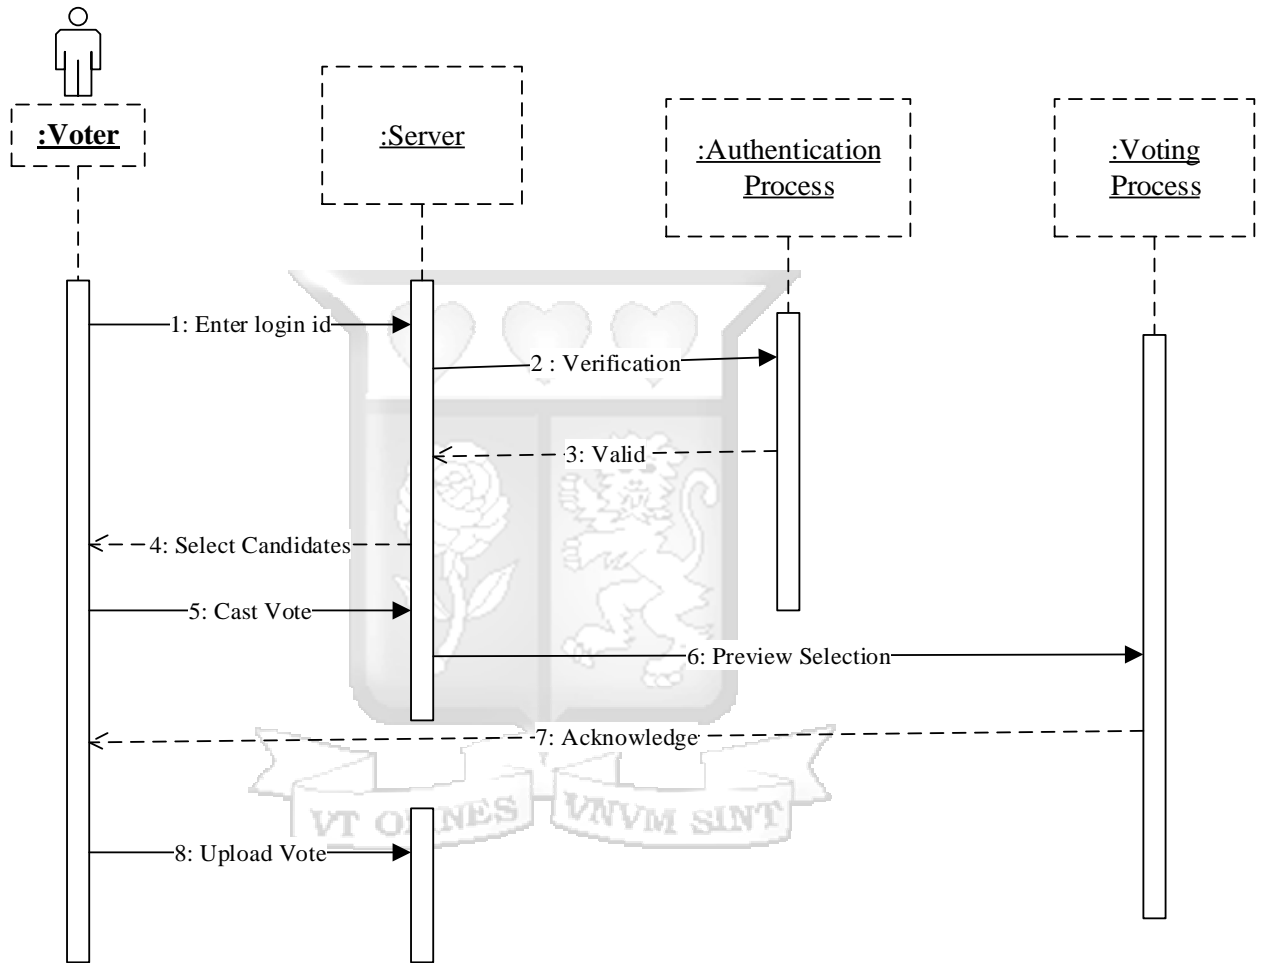 :Voter
:Server
:Authentication
Process
:Voting
Process
1: Enter login id
2 : Verification
3: Valid
4: Select Candidates
5: Cast Vote
6: Preview Selection
7: Acknowledge
VT OMNES VNVM SINT
8: Upload Vote